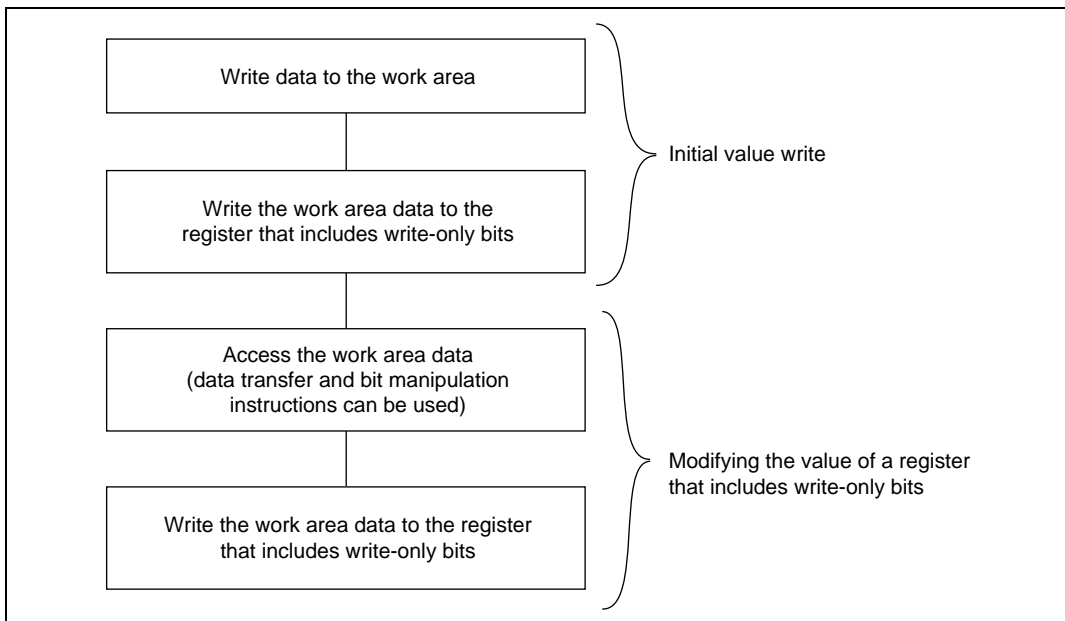 Write data to the work area
Initial value write
Write the work area data to the
register that includes write-only bits
Access the work area data
(data transfer and bit manipulation
instructions can be used)
Modifying the value of a register
that includes write-only bits
Write the work area data to the register
that includes write-only bits